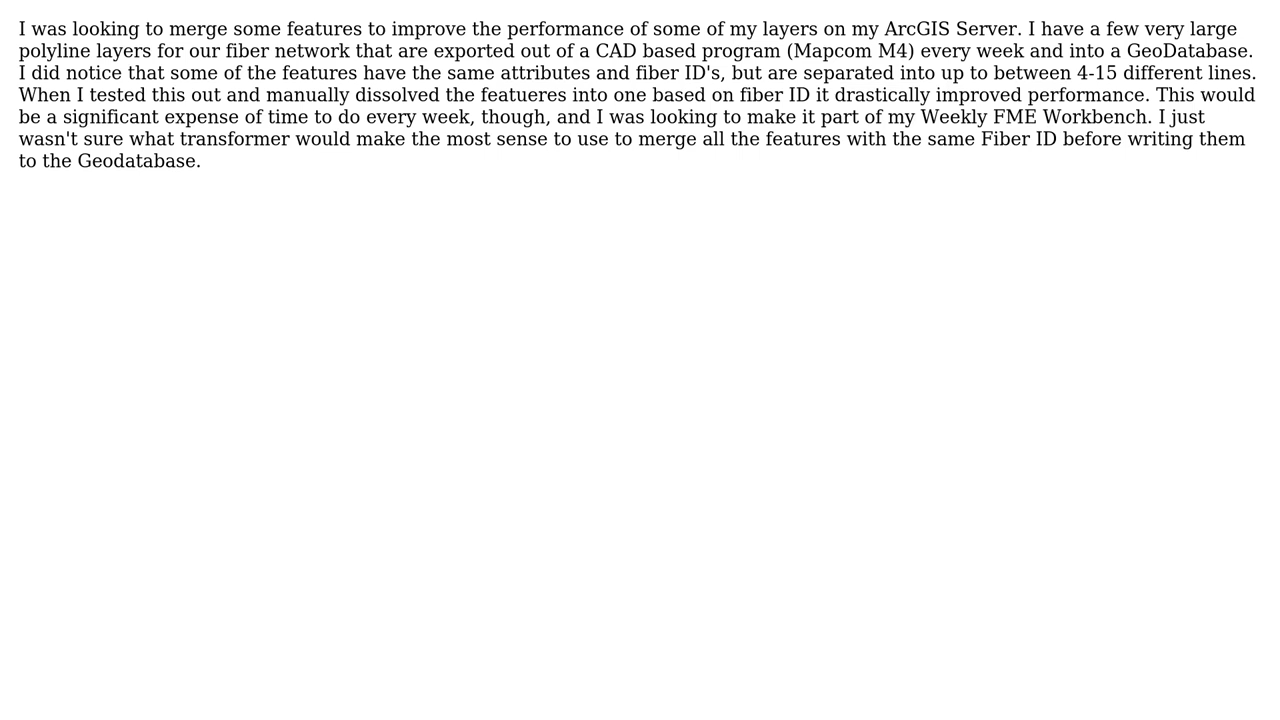 I was looking to merge some features to improve the performance of some of my layers on my ArcGIS Server. I have a few very large
polyline layers for our fiber network that are exported out of a CAD based program (Mapcom M4) every week and into a GeoDatabase.
I did notice that some of the features have the same attributes and fiber ID's, but are separated into up to between 4-15 different lines.
When I tested this out and manually dissolved the featueres into one based on fiber ID it drastically improved performance. This would
be a significant expense of time to do every week, though, and I was looking to make it part of my Weekly FME Workbench. I just
wasn't sure what transformer would make the most sense to use to merge all the features with the same Fiber ID before writing them
to the Geodatabase.